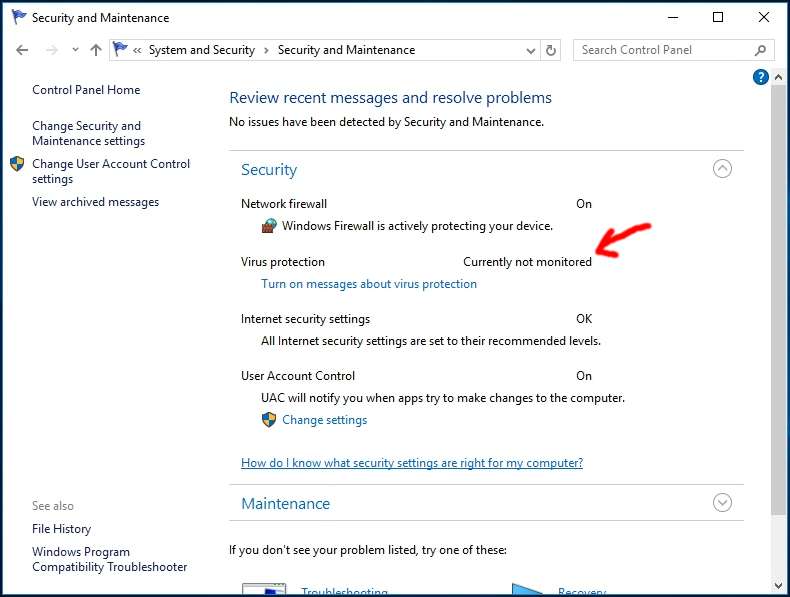 Security and Maintenance
« System and Security › Security and Maintenance
Search Control Panel
Control Panel Home
Change Security and
Maintenance settings
Change User Account Control
settings
View archived messages
?
Review recent messages and resolve problems
No issues have been detected by Security and Maintenance.
Security
Network firewall On
Windows Firewall is actively protecting your device.
Virus protection Currently not monitored
Turn on messages about virus protection
Internet security settings OK
All Internet security settings are set to their recommended levels.
User Account Control On
UAC will notify you when apps try to make changes to the computer.
Change settings
How do I know what security settings are right for my computer?
Maintenance
If you don't see your problem listed, try one of these:
Troubleshooting Recovery
See also
File History
Windows Program
Compatibility Troubleshooter